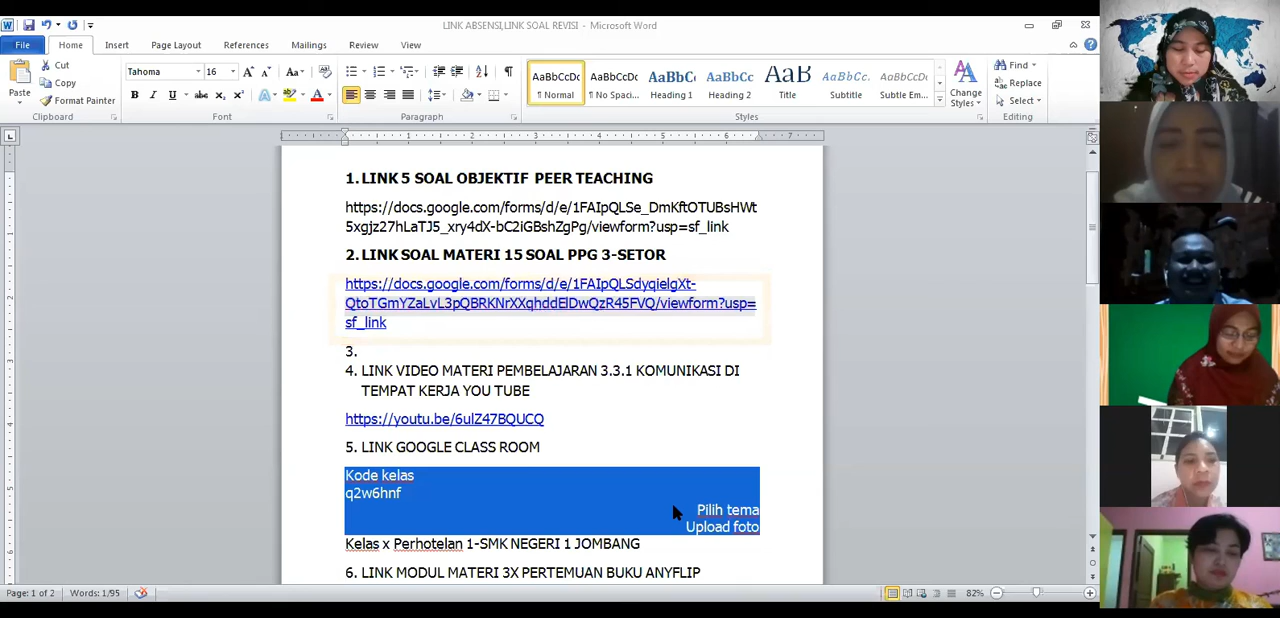 LINK ABSENSI,LINK SOAL REVISI - Microsoft Word
File Home Insert Page Layout References Mailings Review View
Cut
Copy
Format Painter
Paste
Clipboard
Tahoma 16
Font
Paragraph
AaBbCcDc AaBbCcDc AaBbC AaBbCc AaB AaBbCc. AaBbCcDc
¶ Normal ¶ No Spaci... Heading 1 Heading 2 Title Subtitle Subtle Em...
Change Styles
Styles
Find
Replace
Select
Editing
1. LINK 5 SOAL OBJEKTIF PEER TEACHING
https://docs.google.com/forms/d/e/1FAIpQLSe_DmKftOTUBsHWt
5xgjz27hLaTJ5_xry4dX-bC2iGBshZgPg/viewform?usp=sf_link
2. LINK SOAL MATERI 15 SOAL PPG 3-SETOR
https://docs.google.com/forms/d/e/1FAIpQLSdyqielgXt-
QtoTGmYZaLvL3pQBRKNrXXqhddElDwQzR45FVQ/viewform?usp=
sf_link
3.
4. LINK VIDEO MATERI PEMBELAJARAN 3.3.1 KOMUNIKASI DI
TEMPAT KERJA YOU TUBE
https://youtu.be/6ulZ47BQUCQ
5. LINK GOOGLE CLASS ROOM
Kode kelas
q2w6hnf
Pilih tema
Upload foto
Kelas x Perhotelan 1-SMK NEGERI 1 JOMBANG
6. LINK MODUL MATERI 3X PERTEMUAN BUKU ANYFLIP
Page: 1 of 2 Words: 1/95 82%